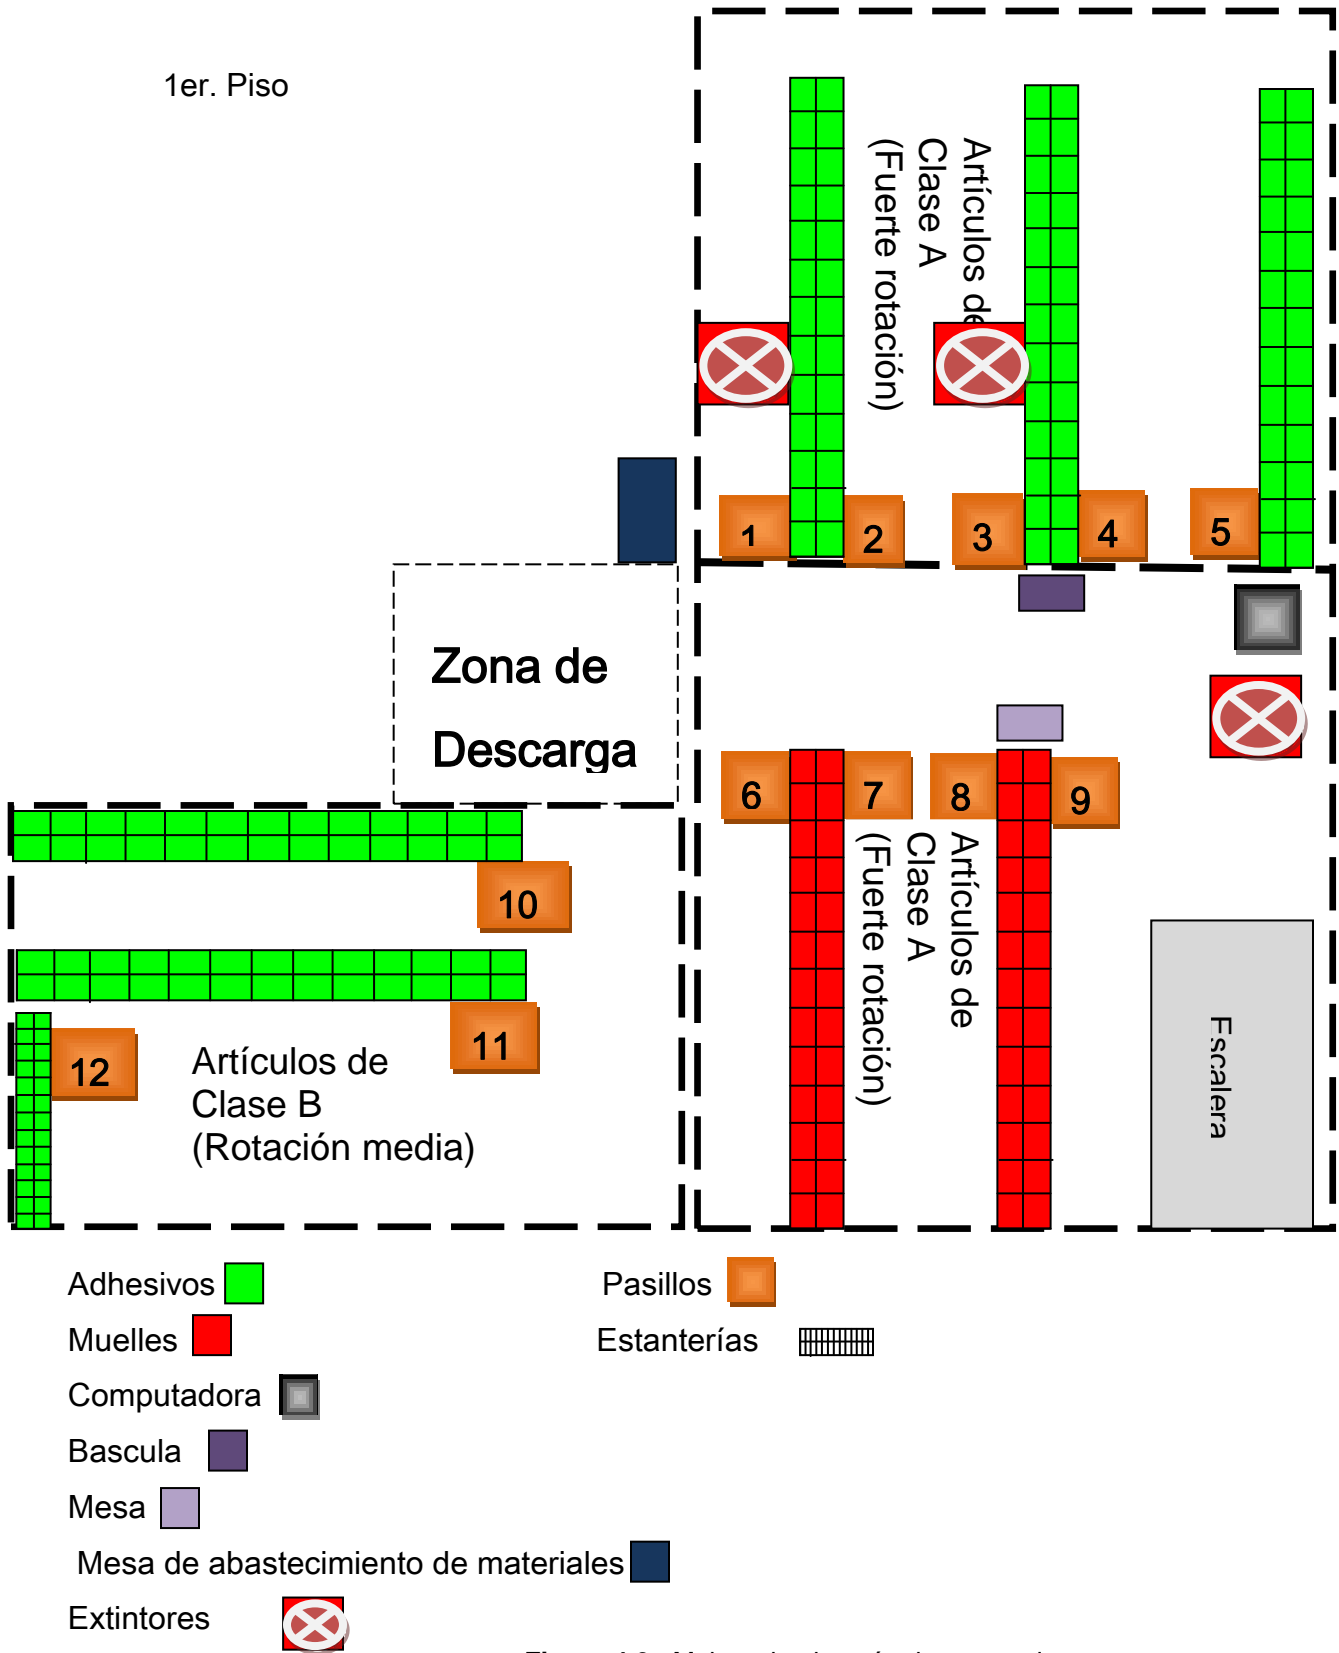 1er. Piso
Artículos de
Clase A
(Fuerte rotación)
1
2
3
4
5
Zona de
Descarga
6
7
8
9
Artículos de
Clase A
(Fuerte rotación)
10
11
12
Artículos de
Clase B
(Rotación media)
Escalera
Adhesivos
Pasillos
Muelles
Estanterías
Computadora
Bascula
Mesa
Mesa de abastecimiento de materiales
Extintores